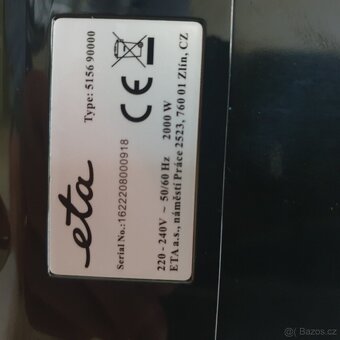 eta
Type: 5156 90000
Serial No.:1622208000918
CE
220 - 240V ~ 50/60 Hz 2000 W
ETA a.s., náměstí Práce 2523, 760 01 Zlín, CZ
Bazos.cz